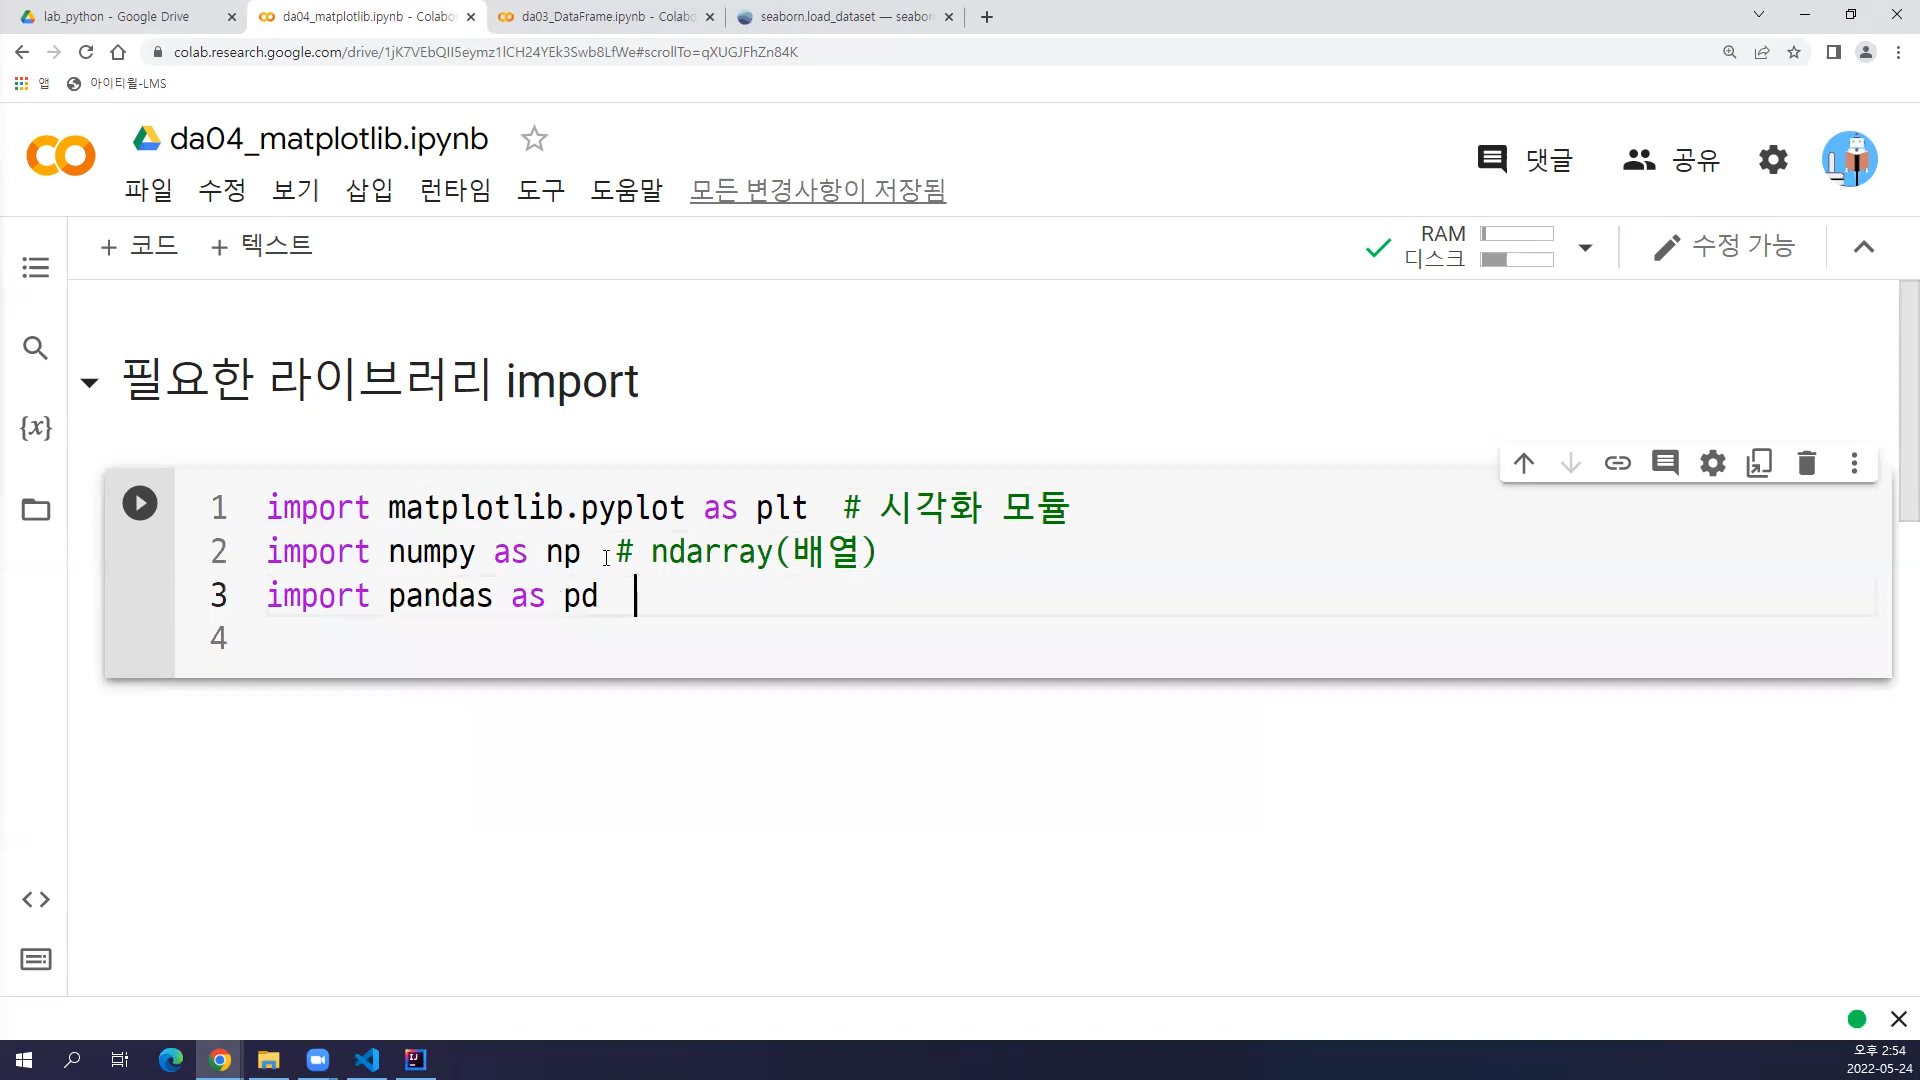 lab_python - Google Drive
da04_matplotlib.ipynb - Colabo
da03_DataFrame.ipynb - Colabo
seaborn.load_dataset — seabor
colab.research.google.com/drive/1jK7VEbQII5eymz1lCH24YEk3Swb8LfWe#scrollTo=qXUGJFhZn84K
앱
아이티윌-LMS
da04_matplotlib.ipynb
댓글
공유
파일 수정 보기 삽입 런타임 도구 도움말 모든 변경사항이 저장됨
+ 코드 + 텍스트
RAM
디스크
수정 가능
필요한 라이브러리 import
{x}
1 import matplotlib.pyplot as plt # 시각화 모듈
2 import numpy as np # ndarray(배열)
3 import pandas as pd
4
오후 2:54
2022-05-24